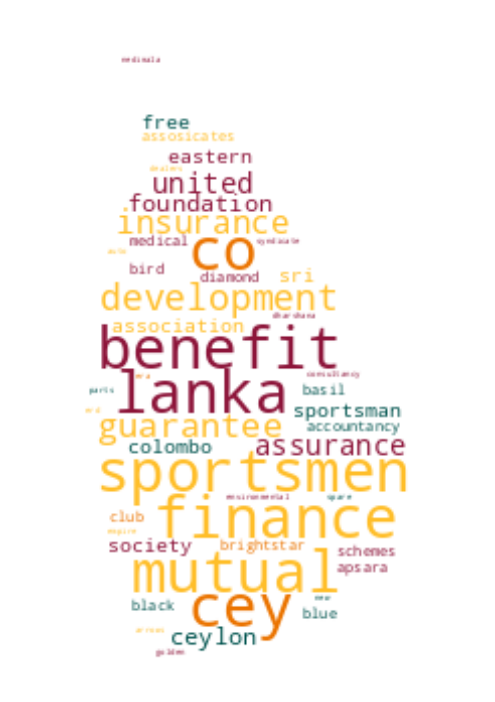 medimala
free
assosicates
eastern
united
foundation
insurance
medical co syndicate
bird diamond sri
development
dharshana
association
benefit
consultancy
lanka
parts basil
sportsman
guarantee accountancy
colombo assurance
sportsmen
environmental spare
finance
club
empire
society brightstar schemes
mutual apsara
cey new
black blue
ceylon
golden